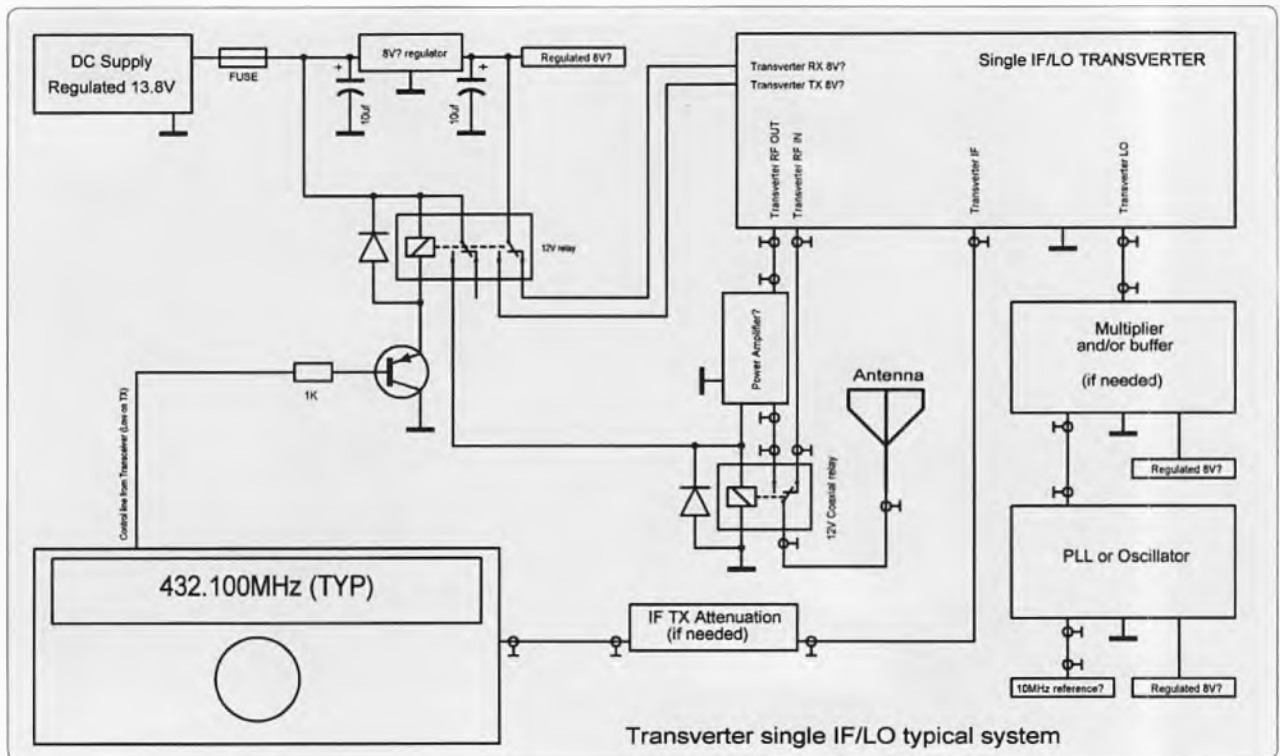 DC Supply
Regulated 13.8V
FUSE
8V? regulator
+
+
10uf
10uf
Regulated 8V?
Single IF/LO TRANSVERTER
Transverter RX 8V?
Transverter TX 8V?
Transverter RF OUT
Transverter RF IN
Transverter IF
Transverter LO
12V relay
1K
Control line from Transceiver (Low on TX)
Power Amplifier?
Antenna
12V Coaxial relay
Multiplier
and/or buffer
(if needed)
Regulated 8V?
PLL or Oscillator
10MHz reference?
Regulated 8V?
432.100MHz (TYP)
IF TX Attenuation
(if needed)
Transverter single IF/LO typical system